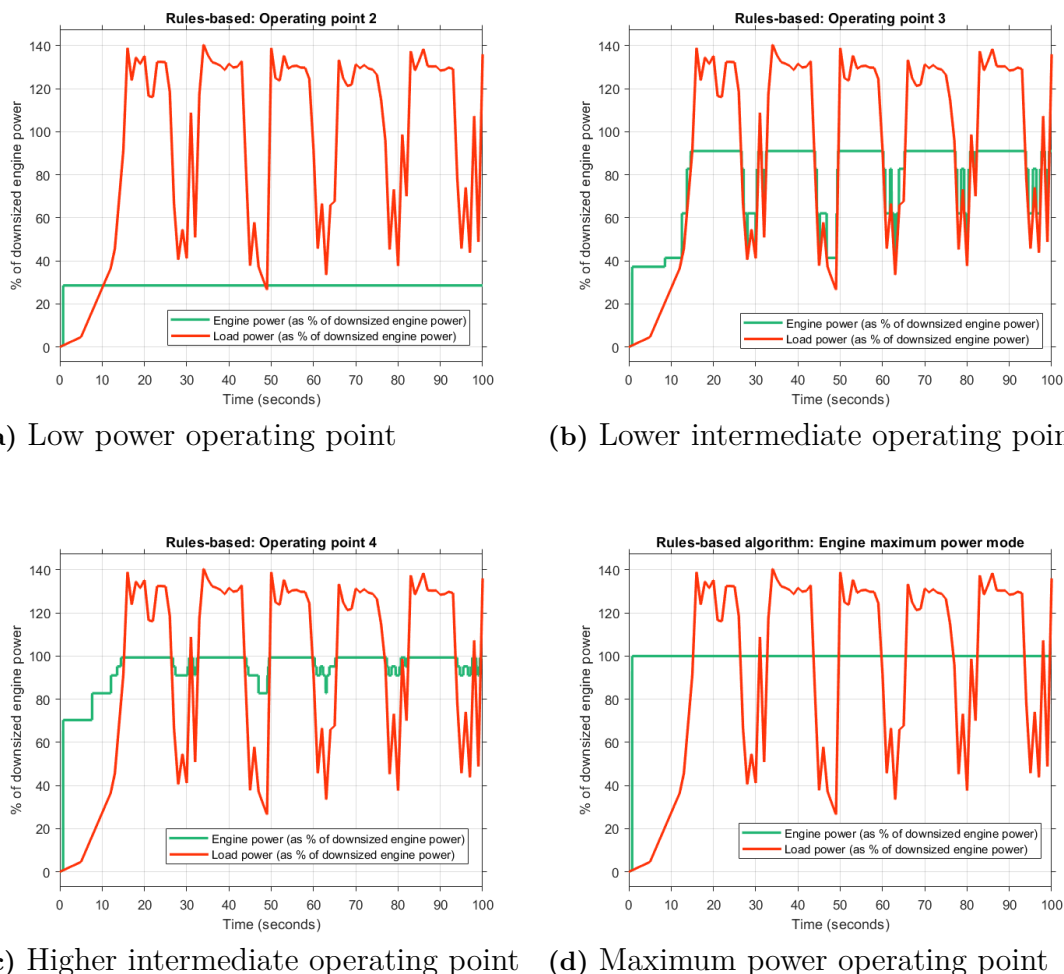 Rules-based: Operating point 2
140
120
100
80
60
40
20
0
% of downsized engine power
Engine power (as % of downsized engine power)
Load power (as % of downsized engine power)
0 10 20 30 40 50 60 70 80 90 100
Time (seconds)
a) Low power operating point
Rules-based: Operating point 3
140
120
100
80
60
40
20
0
% of downsized engine power
Engine power (as % of downsized engine power)
Load power (as % of downsized engine power)
0 10 20 30 40 50 60 70 80 90 100
Time (seconds)
(b) Lower intermediate operating poin
Rules-based: Operating point 4
140
120
100
80
60
40
20
0
% of downsized engine power
Engine power (as % of downsized engine power)
Load power (as % of downsized engine power)
0 10 20 30 40 50 60 70 80 90 100
Time (seconds)
c) Higher intermediate operating point
Rules-based algorithm: Engine maximum power mode
140
120
100
80
60
40
20
0
% of downsized engine power
Engine power (as % of downsized engine power)
Load power (as % of downsized engine power)
0 10 20 30 40 50 60 70 80 90 100
Time (seconds)
(d) Maximum power operating point